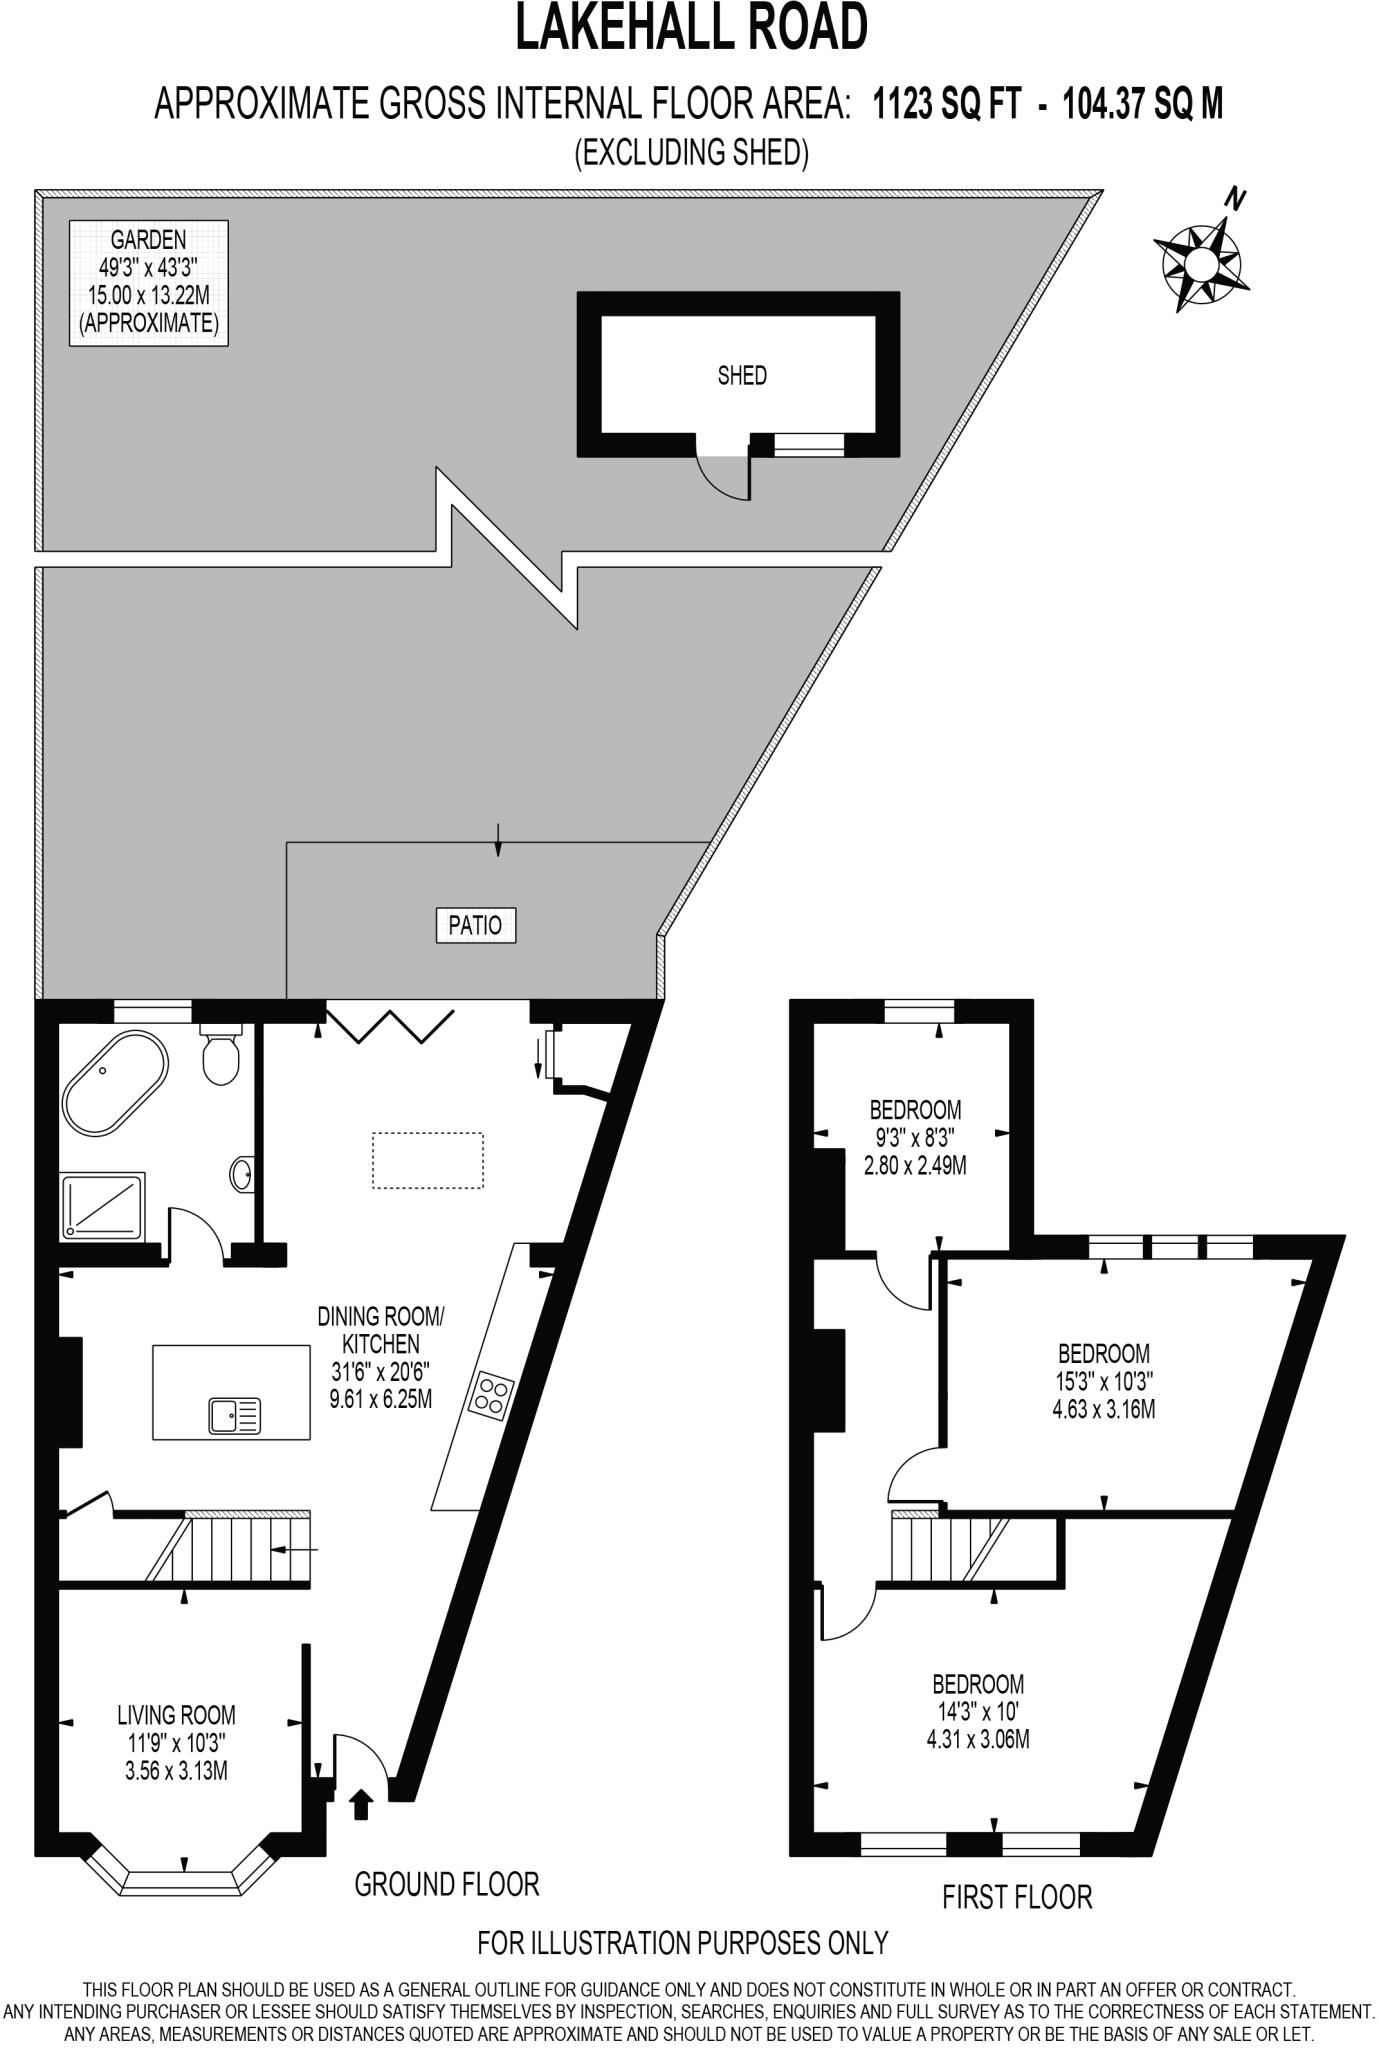 LAKEHALL ROAD
APPROXIMATE GROSS INTERNAL FLOOR AREA: 1123 SQ FT - 104.37 SQ M
(EXCLUDING SHED)
N
GARDEN
49'3" x 43'3"
15.00 x 13.22M
(APPROXIMATE)
SHED
PATIO
DINING ROOM/
KITCHEN
31'6" x 20'6"
9.61 x 6.25M
LIVING ROOM
11'9" x 10'3"
3.56 x 3.13M
GROUND FLOOR
BEDROOM
9'3" x 8'3"
2.80 x 2.49M
BEDROOM
15'3" x 10'3"
4.63 x 3.16M
BEDROOM
14'3" x 10'
4.31 x 3.06M
FIRST FLOOR
FOR ILLUSTRATION PURPOSES ONLY
THIS FLOOR PLAN SHOULD BE USED AS A GENERAL OUTLINE FOR GUIDANCE ONLY AND DOES NOT CONSTITUTE IN WHOLE OR IN PART AN OFFER OR CONTRACT.
ANY INTENDING PURCHASER OR LESSEE SHOULD SATISFY THEMSELVES BY INSPECTION, SEARCHES, ENQUIRIES AND FULL SURVEY AS TO THE CORRECTNESS OF EACH STATEMENT.
ANY AREAS, MEASUREMENTS OR DISTANCES QUOTED ARE APPROXIMATE AND SHOULD NOT BE USED TO VALUE A PROPERTY OR BE THE BASIS OF ANY SALE OR LET.